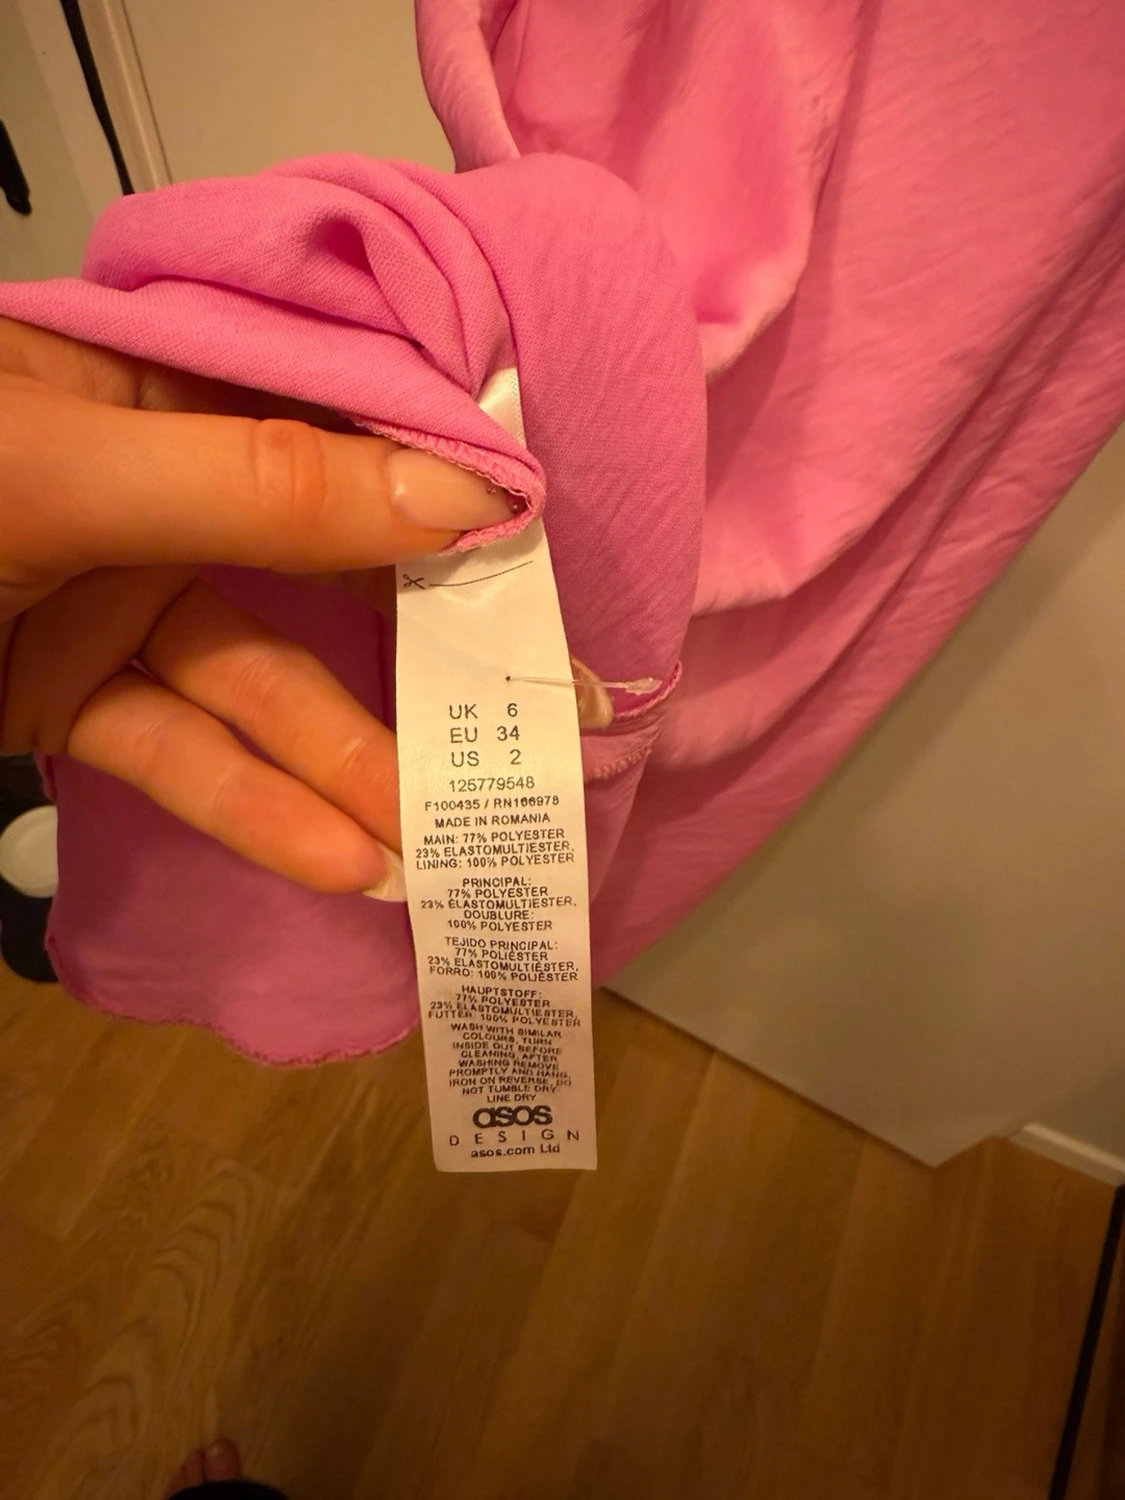 UK 6
EU 34
US 2
125779548
F100435 / RN166978
MADE IN ROMANIA
MAIN: 77% POLYESTER
23% ELASTOMULTIESTER,
LINING: 100% POLYESTER
PRINCIPAL:
77% POLYESTER
23% ÉLASTOMULTIESTER,
DOUBLURE:
100% POLYESTER
TEJIDO PRINCIPAL:
77% POLIÉSTER
23% ELASTOMULTIÉSTER,
FORRO: 100% POLIÉSTER
HAUPTSTOFF:
77% POLYESTER
23% ELASTOMULTIESTER,
FUTTER: 100% POLYESTER
WASH WITH SIMILAR
COLOURS, TURN
INSIDE OUT BEFORE
CLEANING, AFTER
WASHING REMOVE
PROMPTLY AND HANG,
IRON ON REVERSE, DO
NOT TUMBLE DRY
LINE DRY
asos
DESIGN
asos.com Ltd